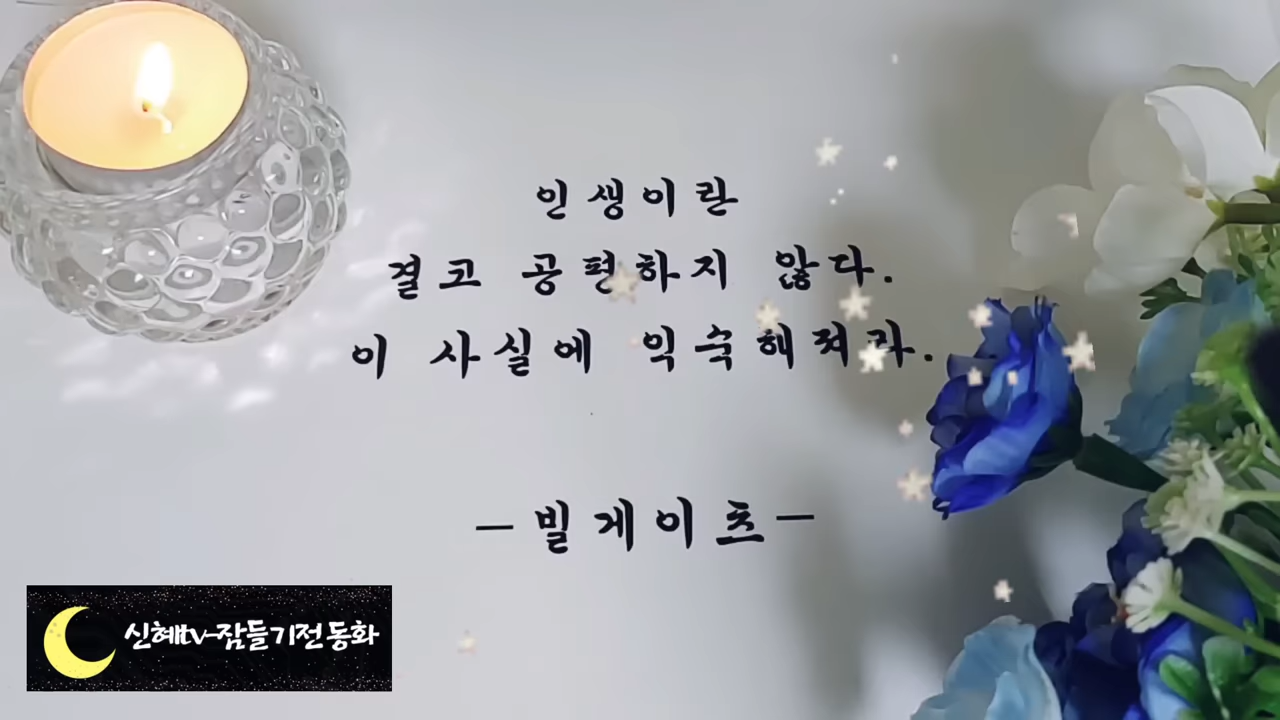 인생이란
결코 공평하지 않다.
이 사실에 익숙해져라.
-빌게이츠-
신혜tv-잠들기전동화